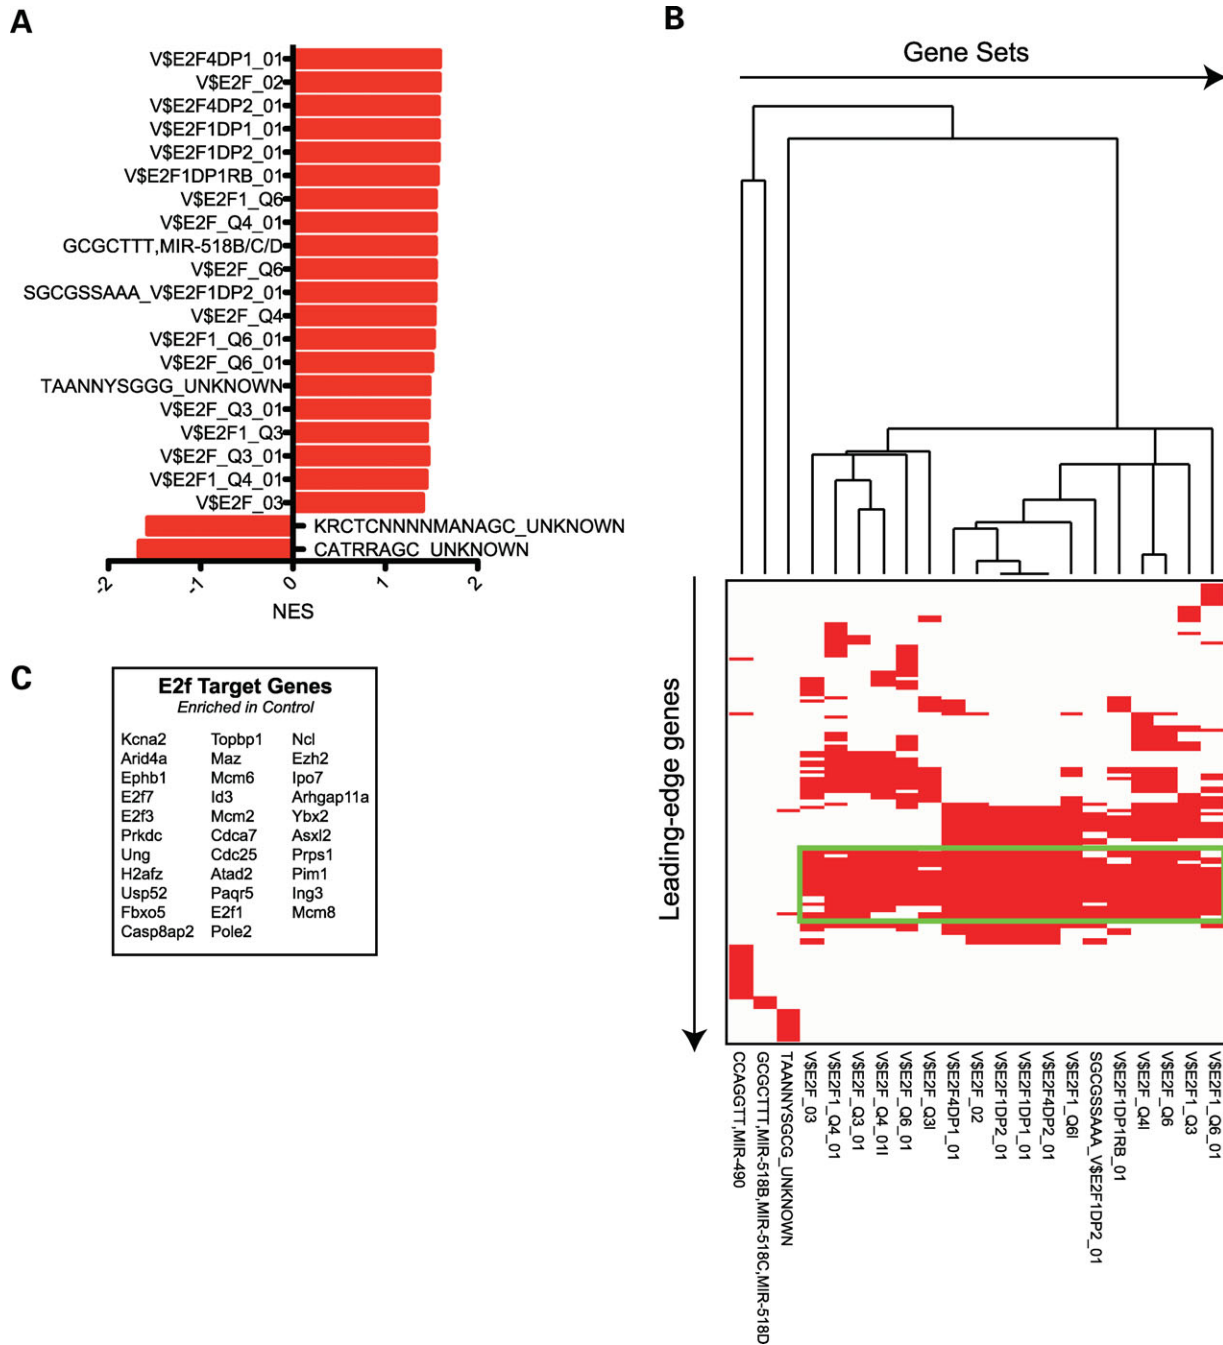 A
V$E2F4DP1_01
V$E2F_02
V$E2F4DP2_01
V$E2F1DP1_01
V$E2F1DP2_01
V$E2F1DP1RB_01
V$E2F1_Q6
V$E2F_Q4_01
GCGCTTT,MIR-518B/C/D
V$E2F_Q6
SGCGSSAAA_V$E2F1DP2_01
V$E2F_Q4
V$E2F1_Q6_01
V$E2F_Q6_01
TAANNYSGGG_UNKNOWN
V$E2F_Q3_01
V$E2F1_Q3
V$E2F_Q3_01
V$E2F1_Q4_01
V$E2F_03
KRCTCNNNNMANAGC_UNKNOWN
CATRRAGC_UNKNOWN
-2 -1 0 1 2
NES
B
Gene Sets
Leading-edge genes
CCAGGTT,MIR-490
GCGCTTT,MIR-518B,MIR-518C,MIR-518D
TAANNYSGCG_UNKNOWN
V$E2F_03
V$E2F1_Q4_01
V$E2F_Q3_01
V$E2F_Q4_01I
V$E2F_Q6_01
V$E2F_Q3I
V$E2F4DP1_01
V$E2F_02
V$E2F1DP2_01
V$E2F1DP1_01
V$E2F4DP2_01
V$E2F1_Q6I
SGCGSSAAA_V$E2F1DP2_01
V$E2F1DP1RB_01
V$E2F_Q4I
V$E2F_Q6
V$E2F1_Q3
V$E2F1_Q6_01
C
E2f Target Genes
Enriched in Control
Kcna2 Topbp1 Ncl
Arid4a Maz Ezh2
Ephb1 Mcm6 Ipo7
E2f7 Id3 Arhgap11a
E2f3 Mcm2 Ybx2
Prkdc Cdca7 Asxl2
Ung Cdc25 Prps1
H2afz Atad2 Pim1
Usp52 Paqr5 Ing3
Fbxo5 E2f1 Mcm8
Casp8ap2 Pole2